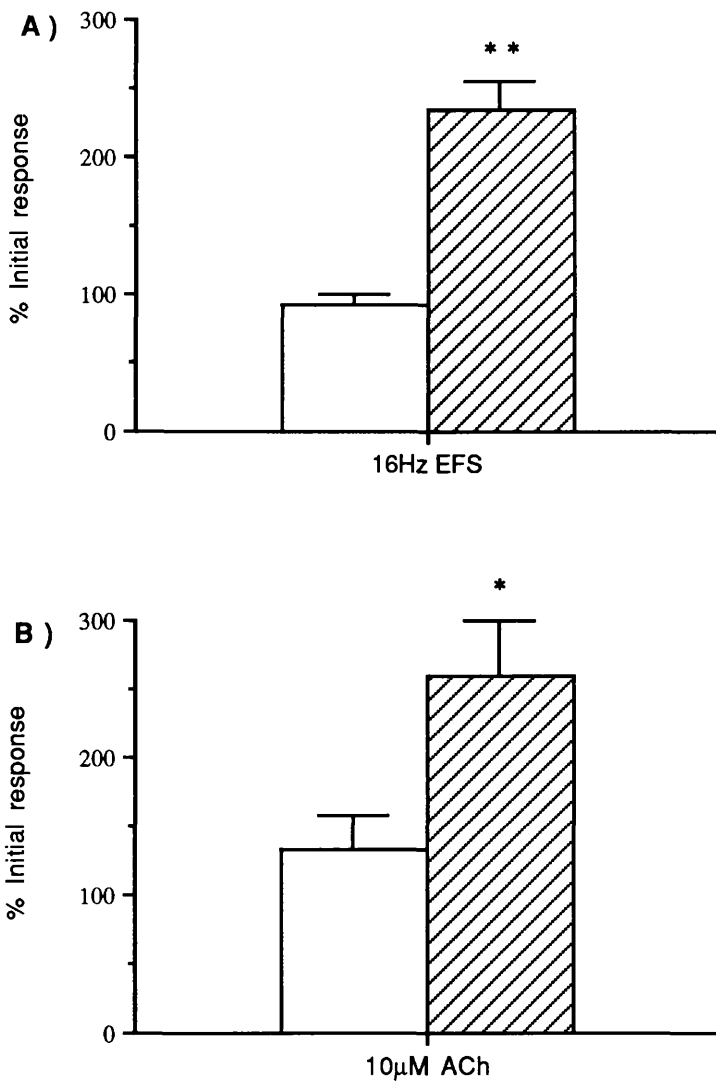 A )
* *
300
200
100
0
% Initial response
16Hz EFS
B )
*
300
200
100
0
% Initial response
10µM ACh